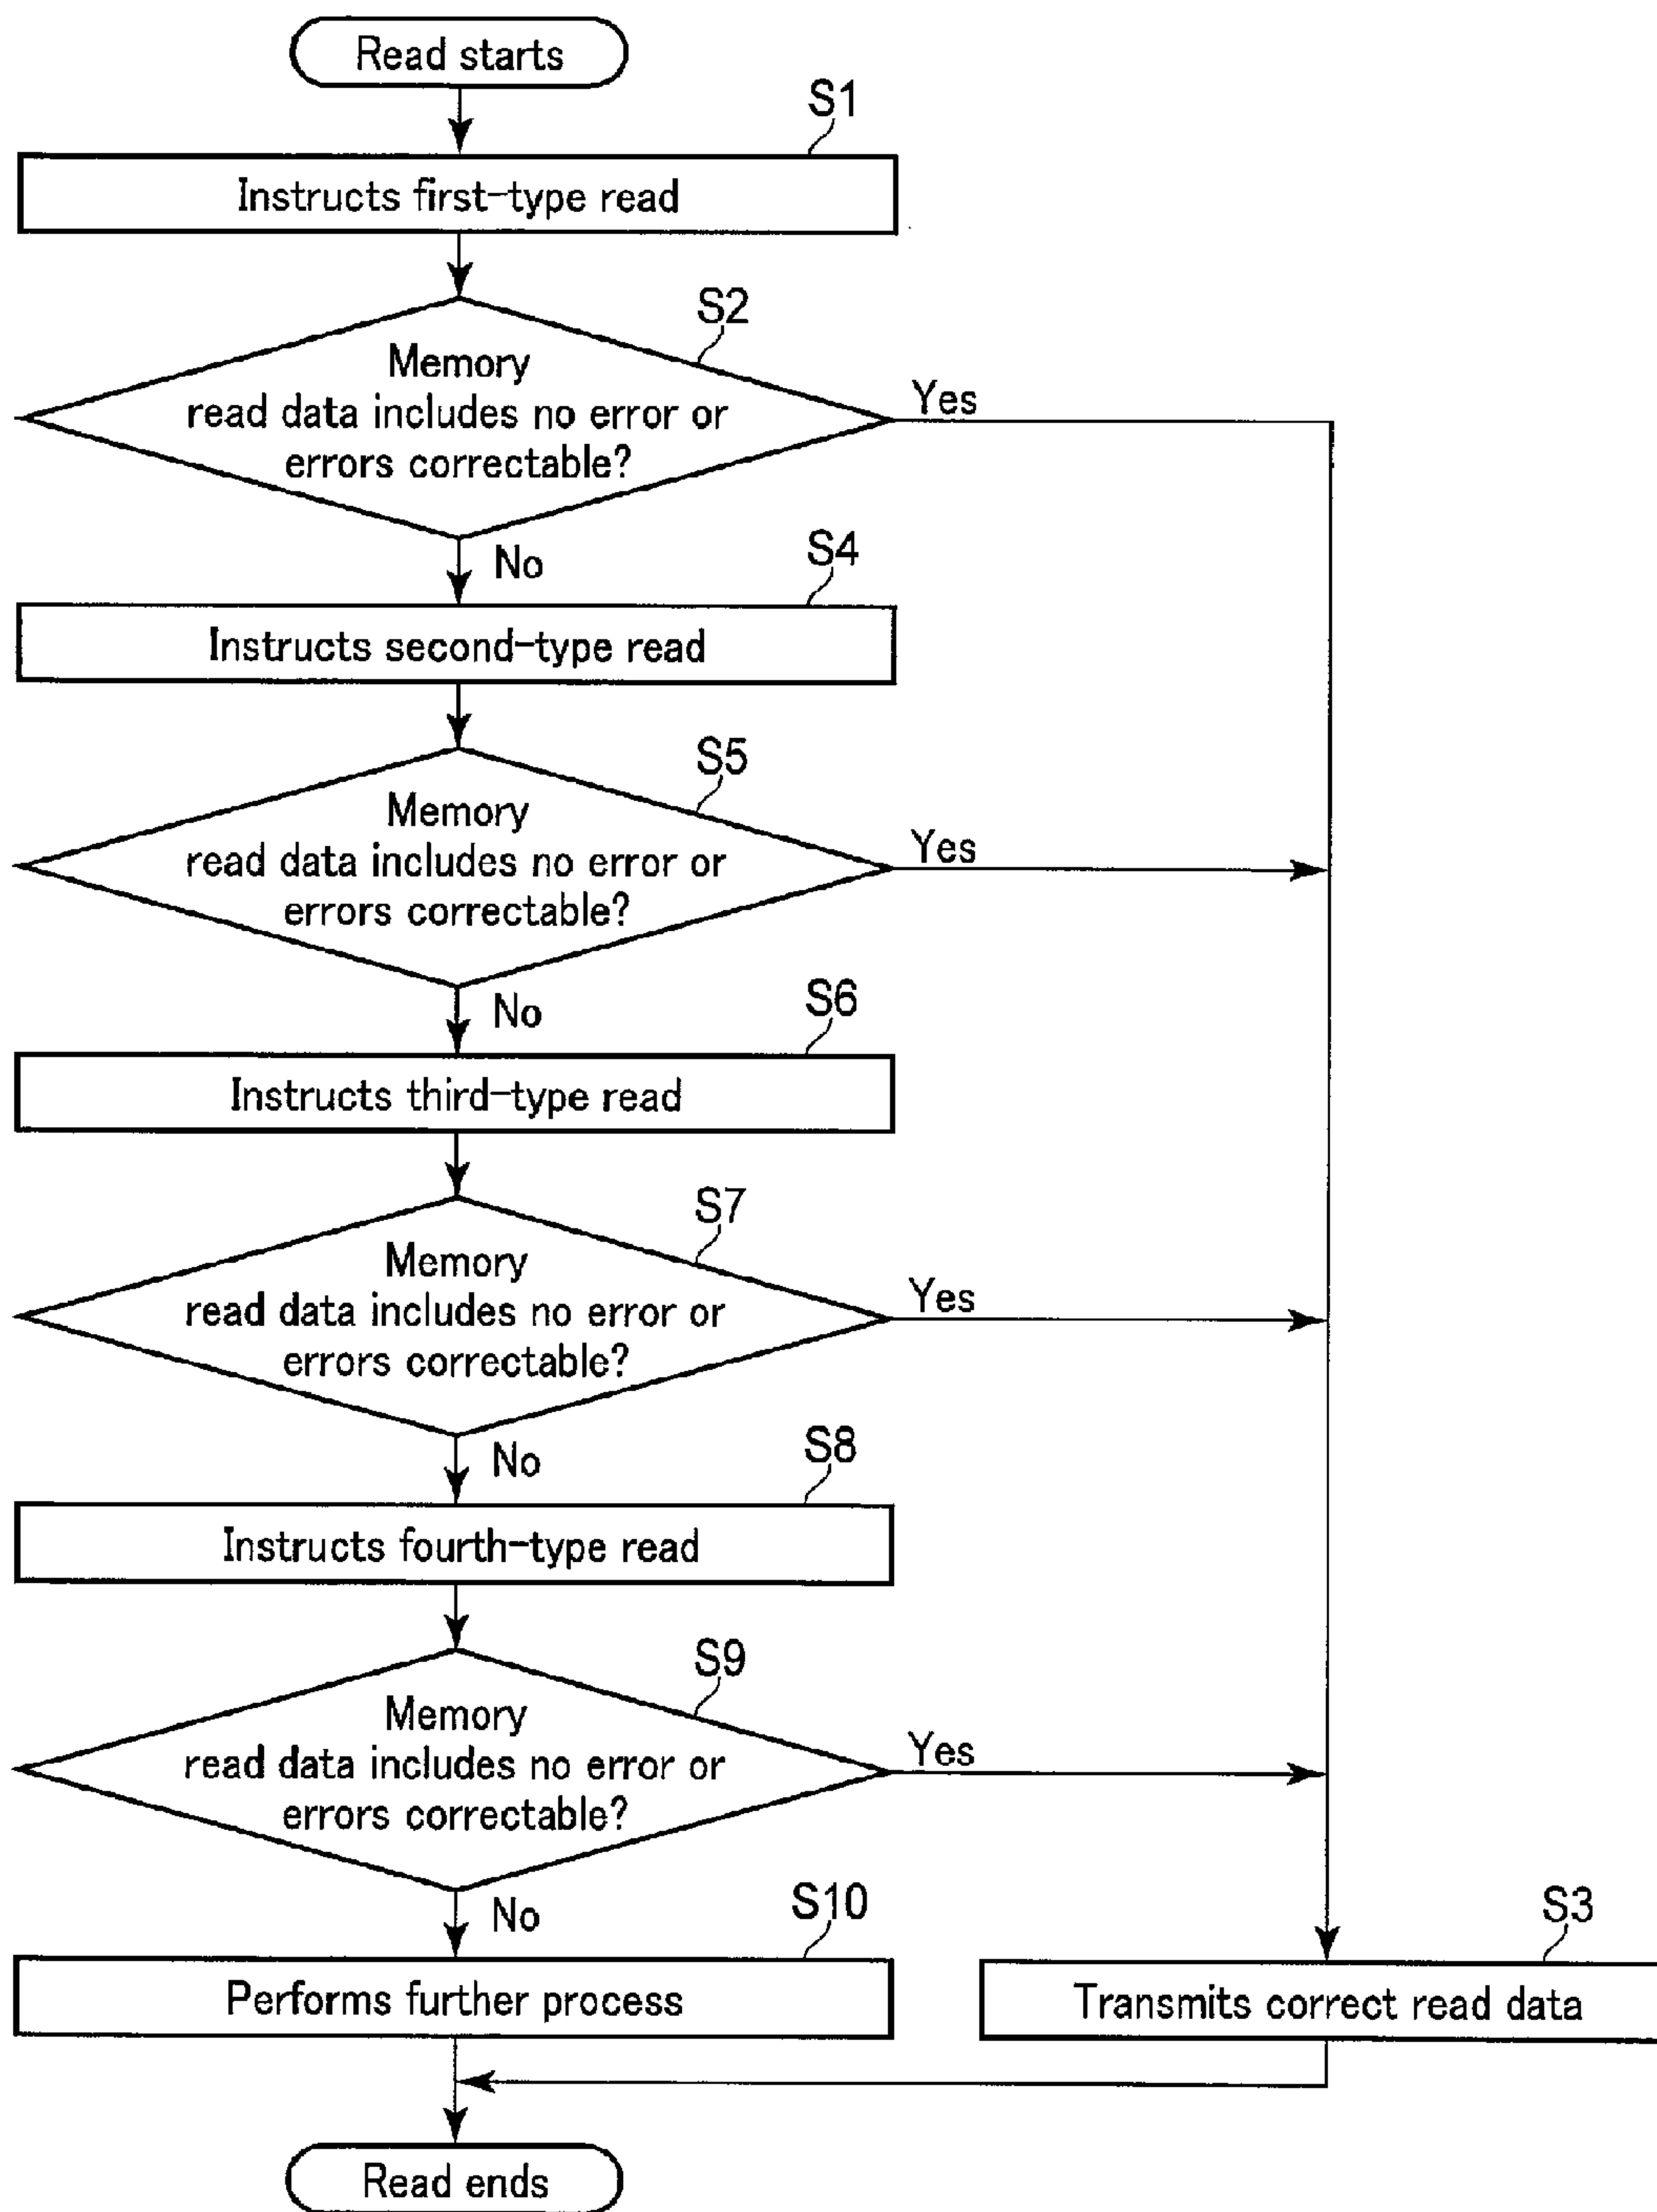 Read starts
S1
Instructs first-type read
S2
Memory
read data includes no error or
errors correctable?
Yes
No
S4
Instructs second-type read
S5
Memory
read data includes no error or
errors correctable?
Yes
No
S6
Instructs third-type read
S7
Memory
read data includes no error or
errors correctable?
Yes
No
S8
Instructs fourth-type read
S9
Memory
read data includes no error or
errors correctable?
Yes
No
S10
Performs further process
S3
Transmits correct read data
Read ends